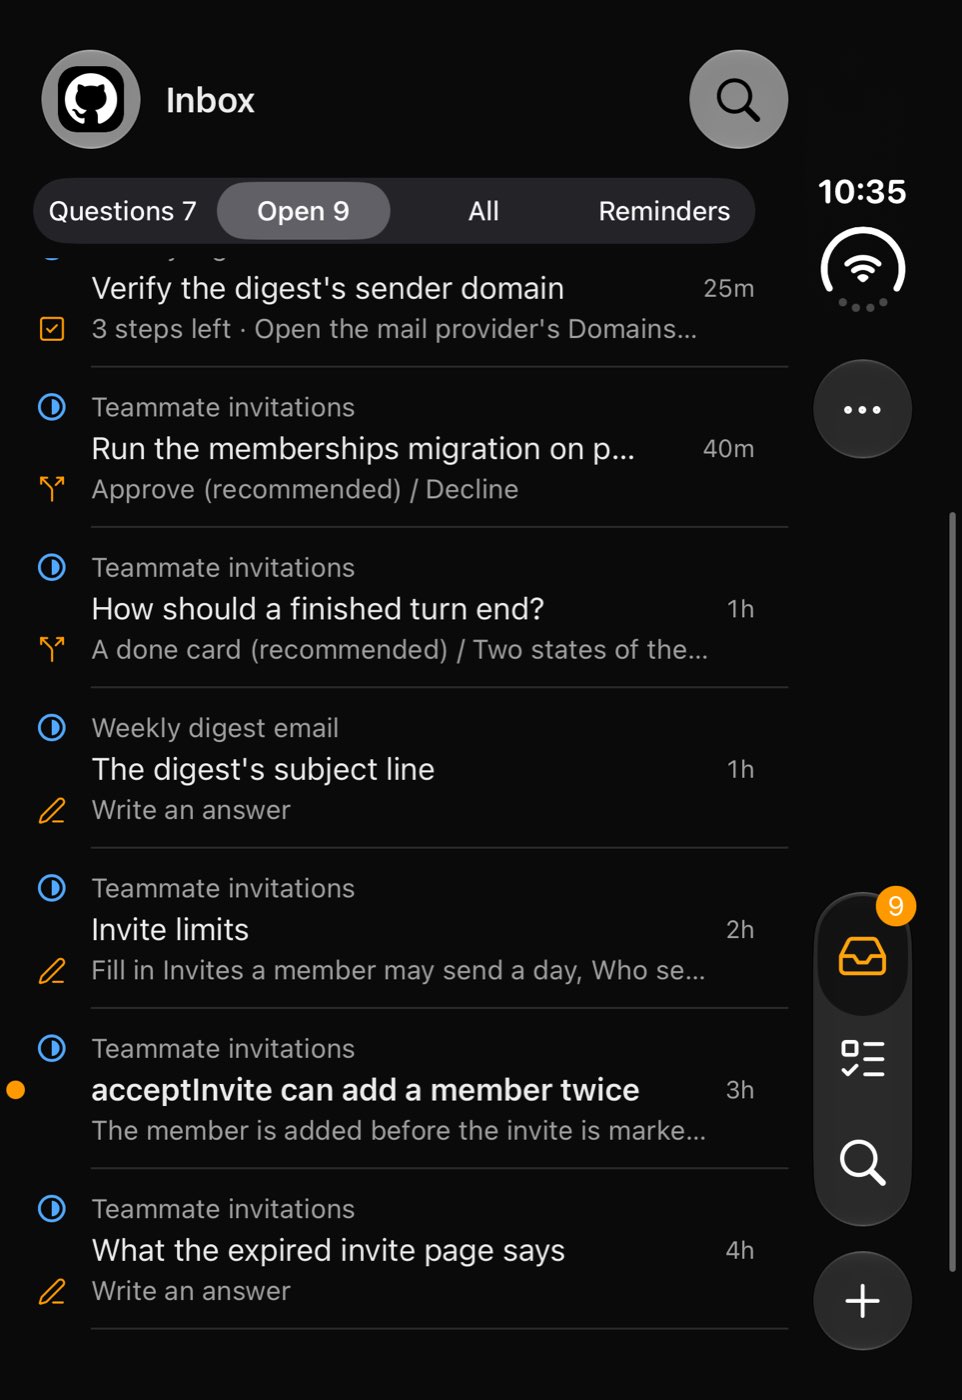 Inbox
10:35
Questions 7 Open 9 All Reminders
Verify the digest's sender domain 25m
3 steps left · Open the mail provider's Domains...
Teammate invitations
Run the memberships migration on p... 40m
Approve (recommended) / Decline
Teammate invitations
How should a finished turn end? 1h
A done card (recommended) / Two states of the...
Weekly digest email
The digest's subject line 1h
Write an answer
Teammate invitations
Invite limits 2h
Fill in Invites a member may send a day, Who se...
9
Teammate invitations
acceptInvite can add a member twice 3h
The member is added before the invite is marke...
Teammate invitations
What the expired invite page says 4h
Write an answer